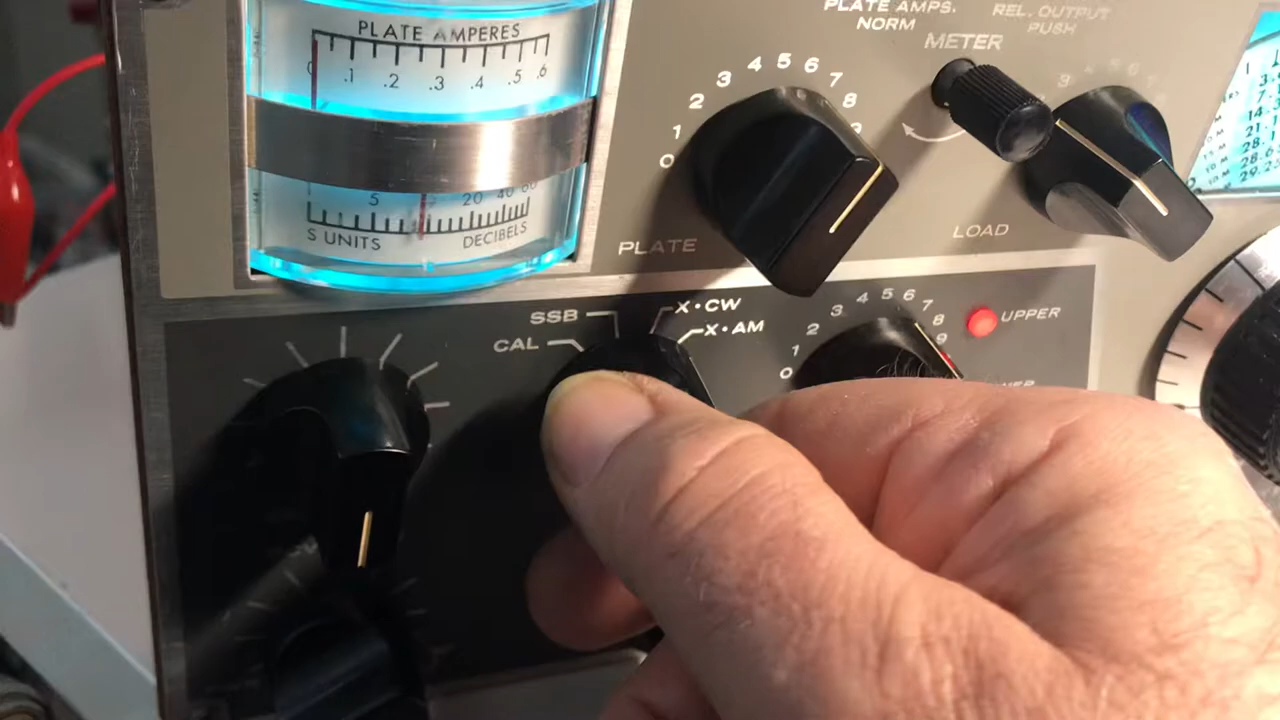 PLATE AMPERES
0 .1 .2 .3 .4 .5 .6
5 20 40 60
S UNITS DECIBELS
PLATE AMPS.
NORM
REL. OUTPUT
PUSH
METER
0 1 2 3 4 5 6 7 8 9
PLATE
LOAD
SSB
CAL
X•CW
X•AM
0 1 2 3 4 5 6 7 8 9
UPPER